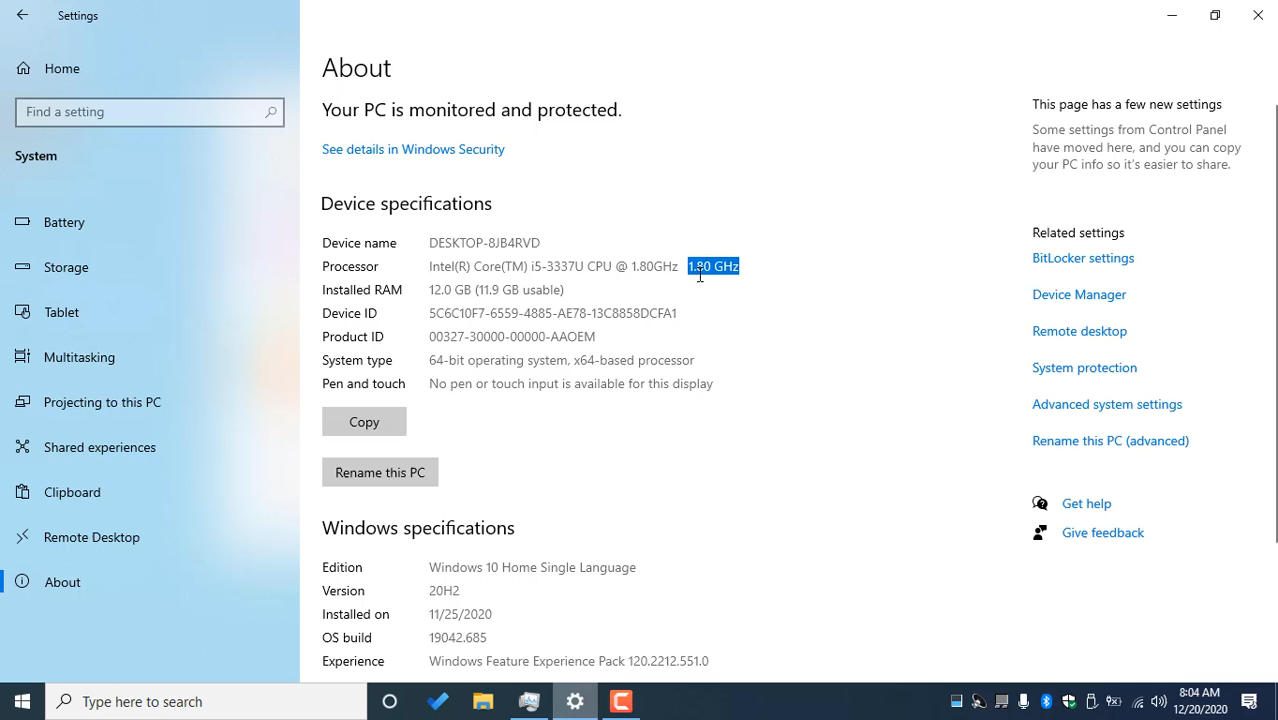 Settings
Home
Find a setting
System
Battery
Storage
Tablet
Multitasking
Projecting to this PC
Shared experiences
Clipboard
Remote Desktop
About
About
Your PC is monitored and protected.
See details in Windows Security
Device specifications
Device name DESKTOP-8JB4RVD
Processor Intel(R) Core(TM) i5-3337U CPU @ 1.80GHz 1.80 GHz
Installed RAM 12.0 GB (11.9 GB usable)
Device ID 5C6C10F7-6559-4885-AE78-13C8858DCFA1
Product ID 00327-30000-00000-AAOEM
System type 64-bit operating system, x64-based processor
Pen and touch No pen or touch input is available for this display
Copy
Rename this PC
Windows specifications
Edition Windows 10 Home Single Language
Version 20H2
Installed on 11/25/2020
OS build 19042.685
Experience Windows Feature Experience Pack 120.2212.551.0
This page has a few new settings
Some settings from Control Panel
have moved here, and you can copy
your PC info so it's easier to share.
Related settings
BitLocker settings
Device Manager
Remote desktop
System protection
Advanced system settings
Rename this PC (advanced)
Get help
Give feedback
Type here to search
8:04 AM
12/20/2020